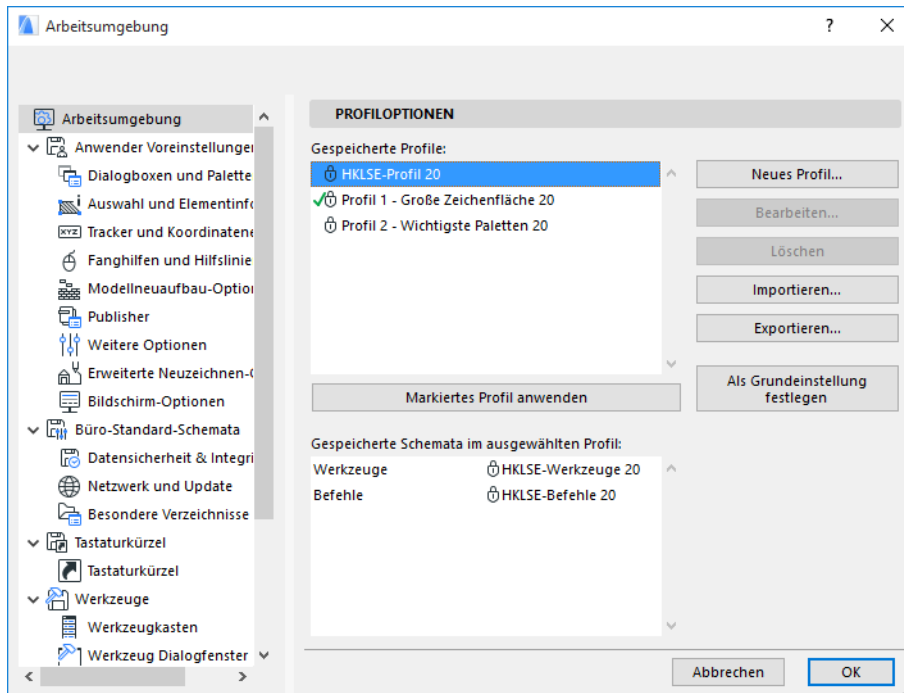 Arbeitsumgebung
?
Arbeitsumgebung
Anwender Voreinstellunge
Dialogboxen und Palette
Auswahl und Elementinfo
XYZ Tracker und Koordinatene
Fanghilfen und Hilfslinie
Modellneuaufbau-Optio
Publisher
Weitere Optionen
Erweiterte Neuzeichnen-
Bildschirm-Optionen
Büro-Standard-Schemata
Datensicherheit & Integri
Netzwerk und Update
Besondere Verzeichnisse
Tastaturkürzel
Tastaturkürzel
Werkzeuge
Werkzeugkasten
Werkzeug Dialogfenster
PROFILOPTIONEN
Gespeicherte Profile:
HKLSE-Profil 20
Profil 1 - Große Zeichenfläche 20
Profil 2 - Wichtigste Paletten 20
Neues Profil...
Bearbeiten...
Löschen
Importieren...
Exportieren...
Als Grundeinstellung
festlegen
Markiertes Profil anwenden
Gespeicherte Schemata im ausgewählten Profil:
Werkzeuge HKLSE-Werkzeuge 20
Befehle HKLSE-Befehle 20
Abbrechen OK